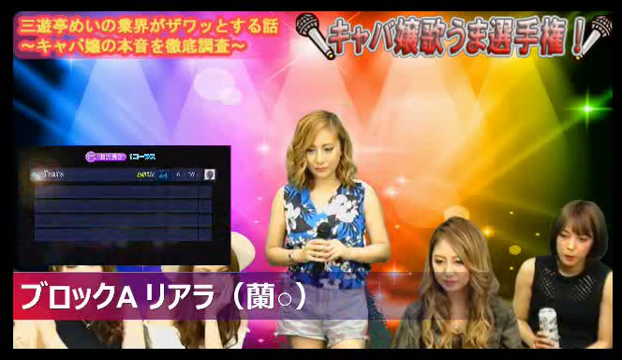 三遊亭めいの業界がザワッとする話
～キャバ嬢の本音を徹底調査～
キャバ嬢歌うま選手権！
1コーラス
Tears
ブロックA リアラ（蘭○）